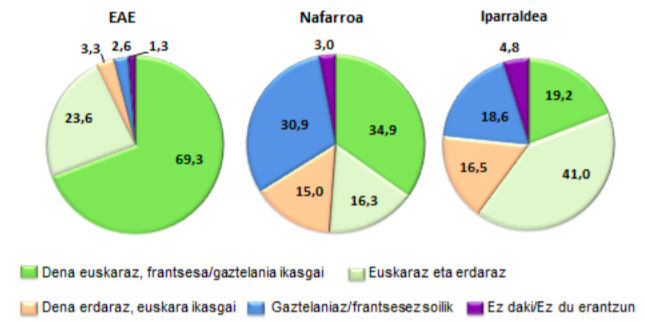 EAE Nafarroa Iparraldea
3,3 2,6 1,3 3,0 4,8
23,6 69,3 30,9 34,9 18,6 19,2
15,0 16,3 16,5 41,0
Dena euskaraz, frantsesa/gaztelania ikasgai Euskaraz eta erdaraz
Dena erdaraz, euskara ikasgai Gaztelaniaz/frantsesez soilik Ez daki/Ez du erantzun